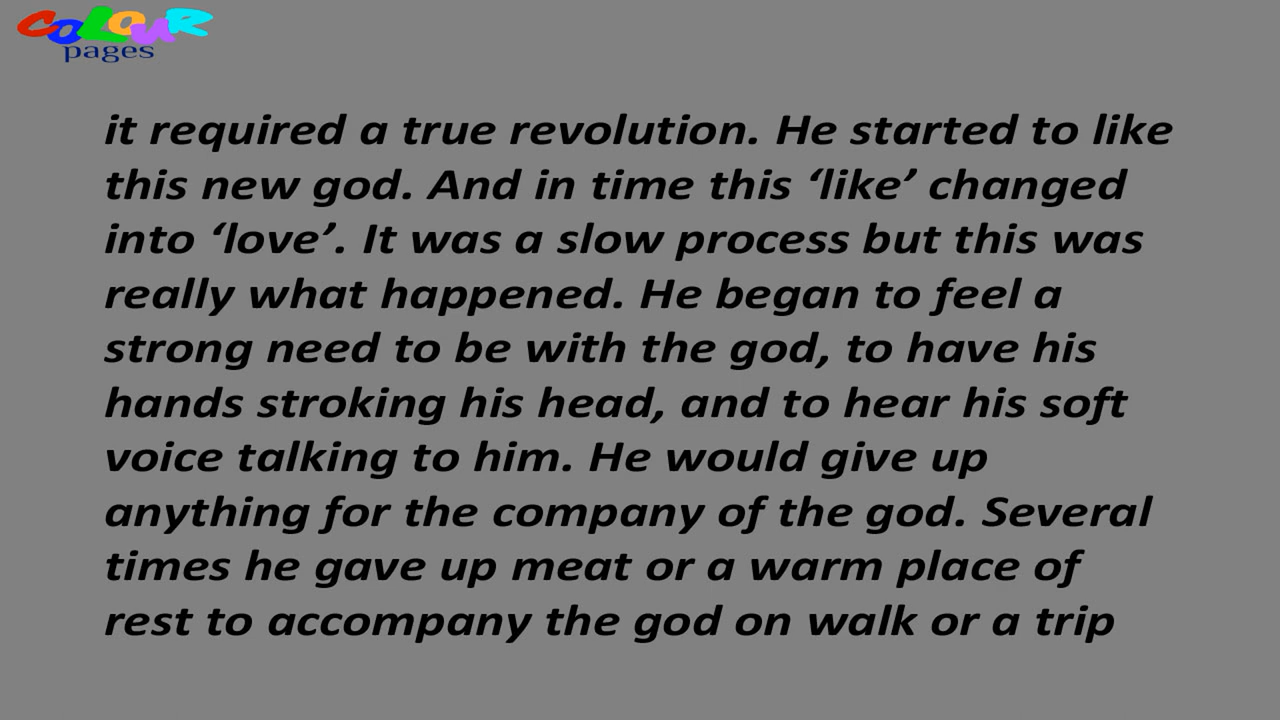 COLOUR
pages
it required a true revolution. He started to like
this new god. And in time this ‘like’ changed
into ‘love’. It was a slow process but this was
really what happened. He began to feel a
strong need to be with the god, to have his
hands stroking his head, and to hear his soft
voice talking to him. He would give up
anything for the company of the god. Several
times he gave up meat or a warm place of
rest to accompany the god on walk or a trip